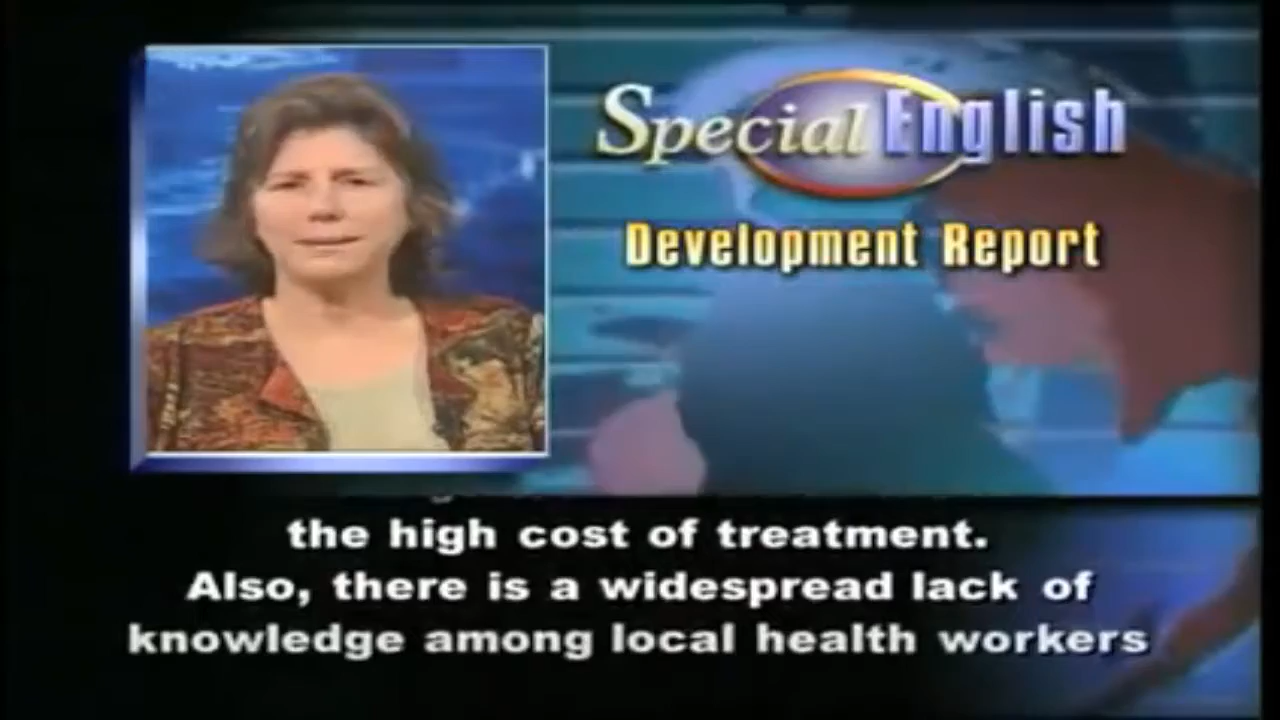 Special English
Development Report
the high cost of treatment.
Also, there is a widespread lack of
knowledge among local health workers